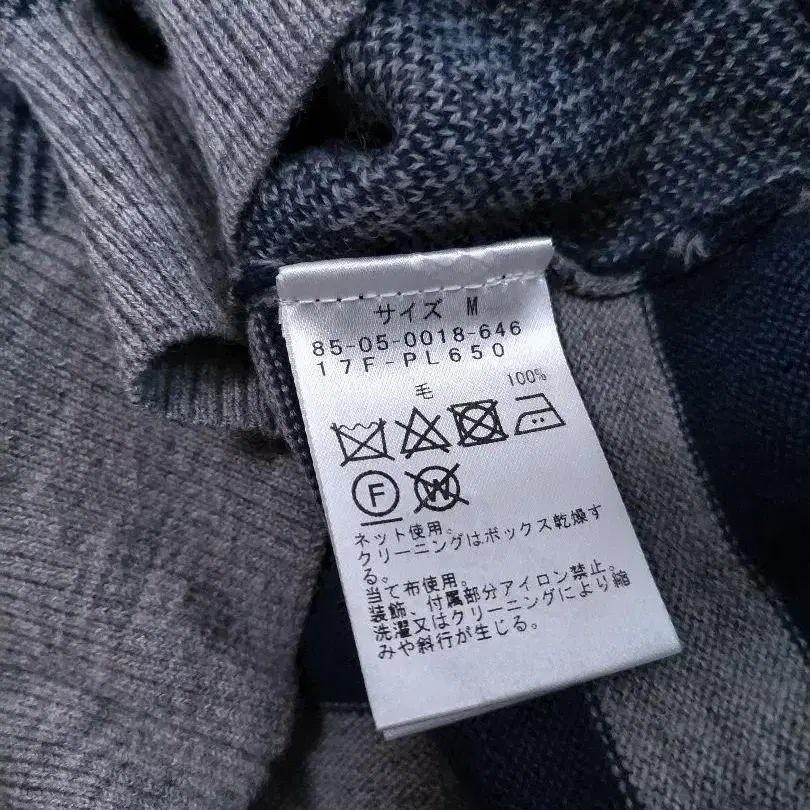 サイズ M
85-05-0018-646
17F-PL650
毛 100%
F W
ネット使用。
クリーニングはボックス乾燥す
る。
当て布使用。
装飾、付属部分アイロン禁止。
洗濯又はクリーニングにより縮
みや斜行が生じる。